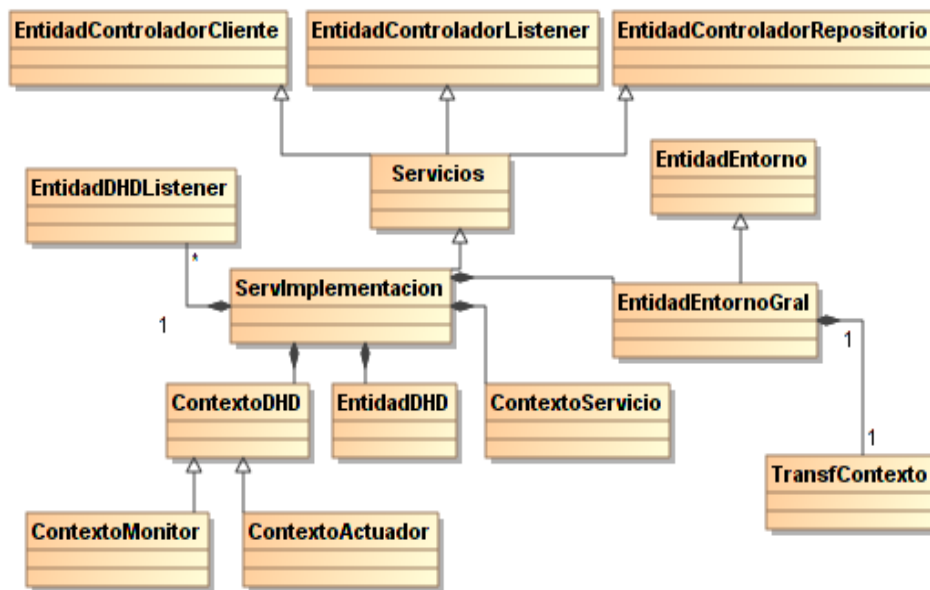 EntidadControladorCliente
EntidadControladorListener
EntidadControladorRepositorio
EntidadEntorno
Servicios
EntidadDHDListener
*
ServImplementacion
EntidadEntornoGral
1
1
ContextoDHD
EntidadDHD
ContextoServicio
1
TransfContexto
ContextoMonitor
ContextoActuador